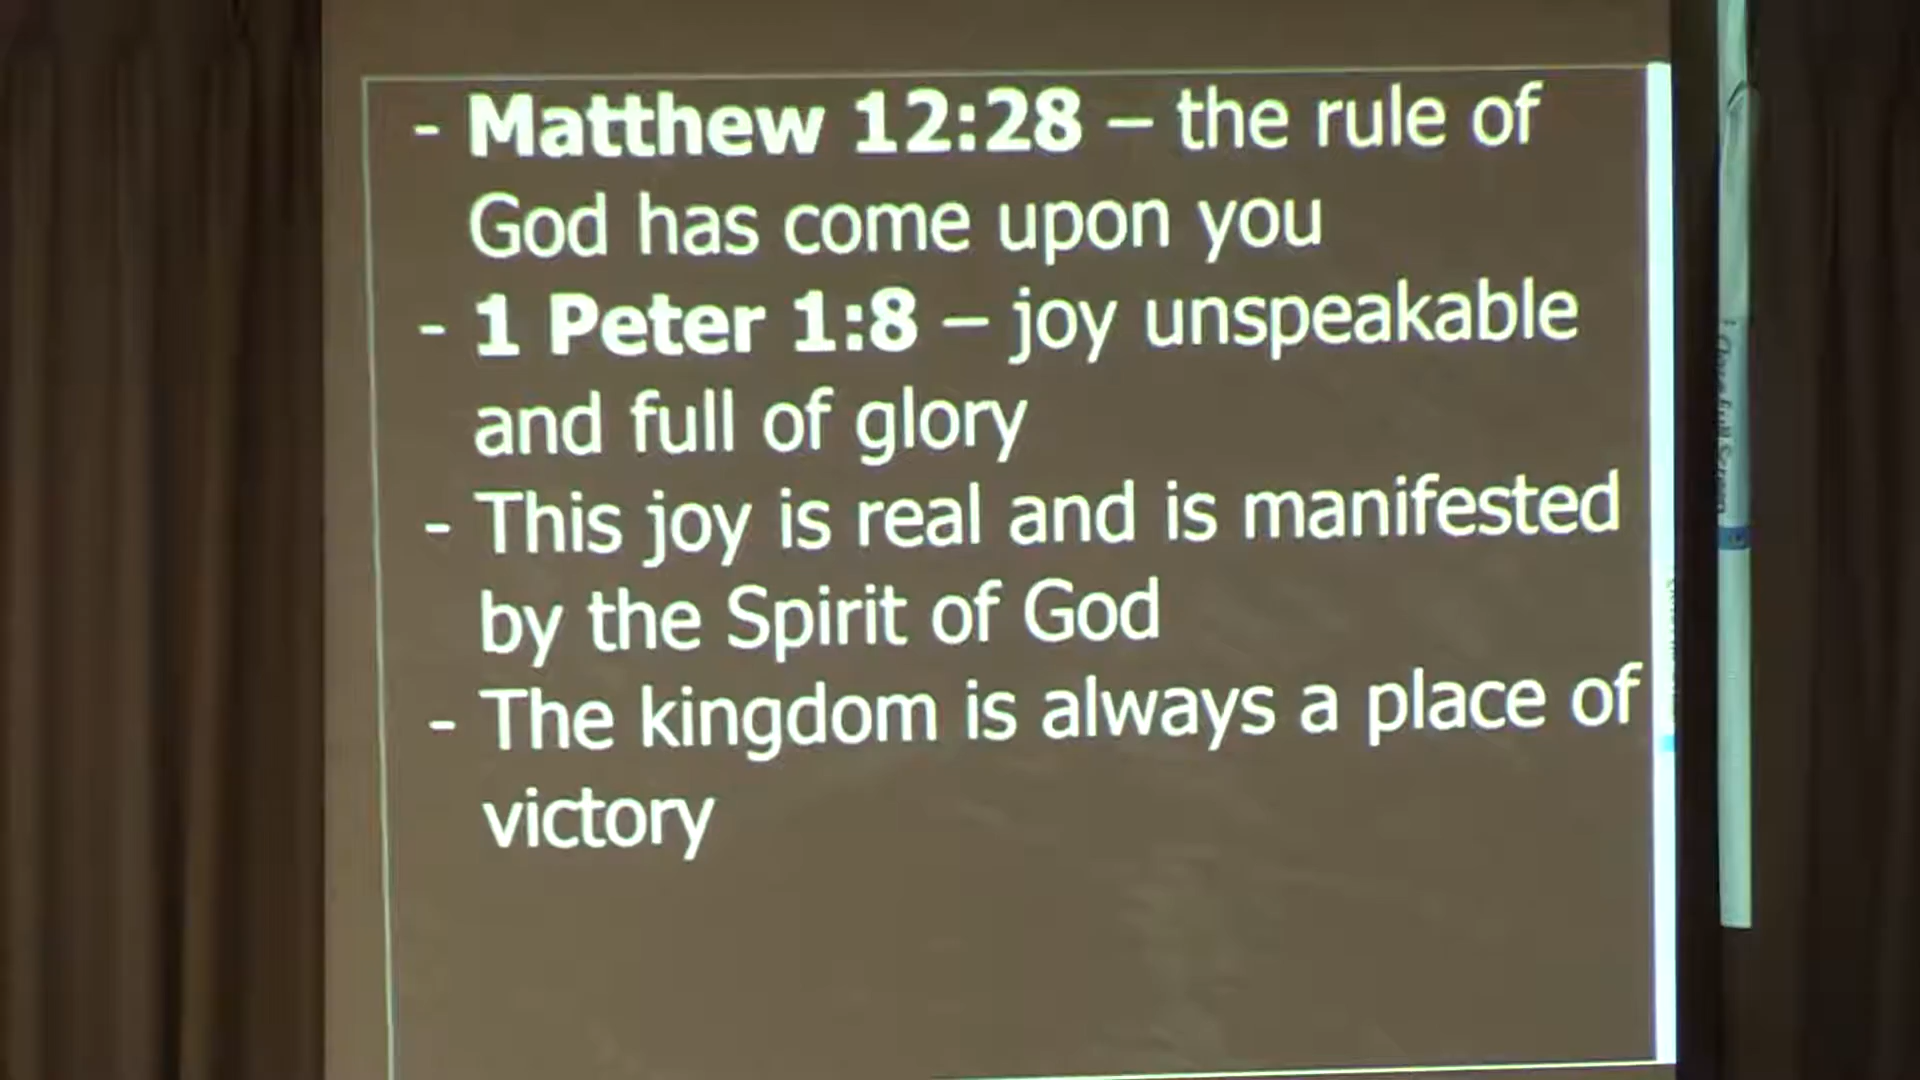 - Matthew 12:28 – the rule of
God has come upon you
- 1 Peter 1:8 – joy unspeakable
and full of glory
- This joy is real and is manifested
by the Spirit of God
- The kingdom is always a place of
victory